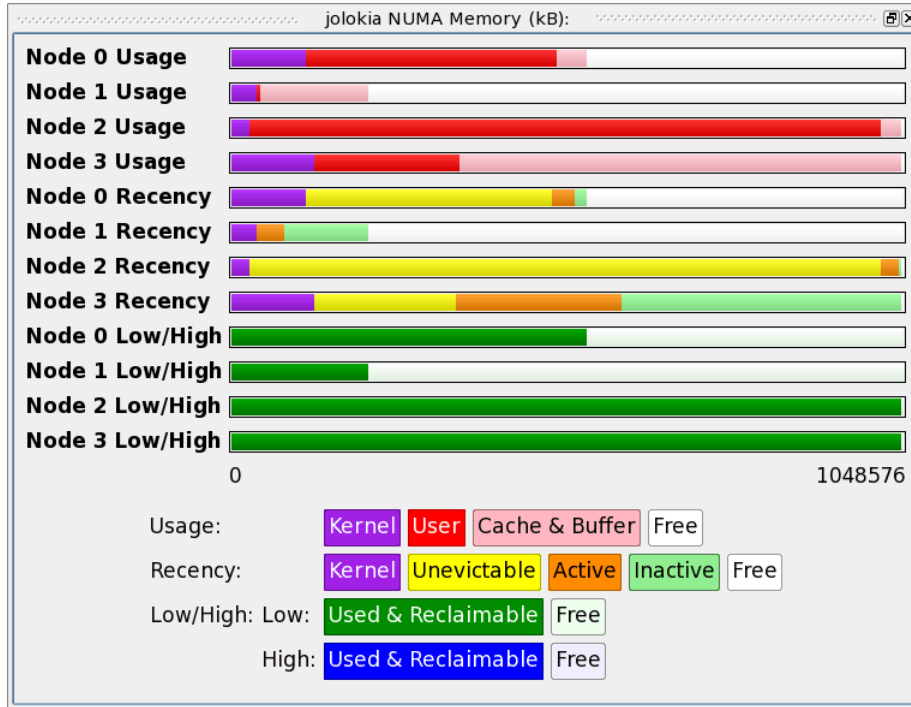 jolokia NUMA Memory (kB):
Node 0 Usage
Node 1 Usage
Node 2 Usage
Node 3 Usage
Node 0 Recency
Node 1 Recency
Node 2 Recency
Node 3 Recency
Node 0 Low/High
Node 1 Low/High
Node 2 Low/High
Node 3 Low/High
0 1048576
Usage: Kernel User Cache & Buffer Free
Recency: Kernel Unevictable Active Inactive Free
Low/High: Low: Used & Reclaimable Free
High: Used & Reclaimable Free